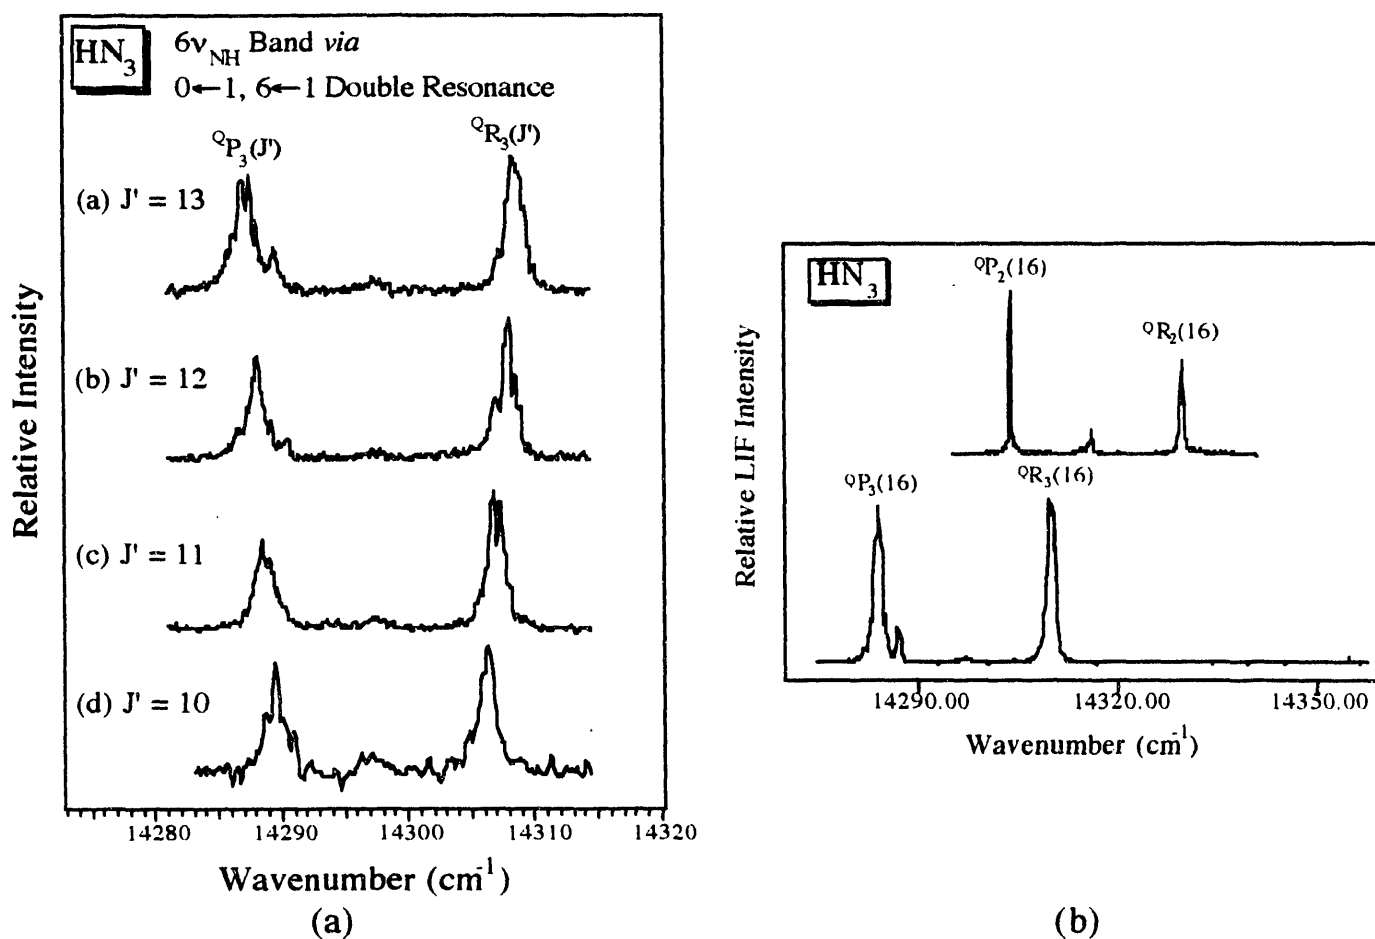 HN3
6νNH Band via
0←1, 6←1 Double Resonance
QP3(J')
QR3(J')
(a) J' = 13
(b) J' = 12
(c) J' = 11
(d) J' = 10
Relative Intensity
14280 14290 14300 14310 14320
Wavenumber (cm-1)
(a)
HN3
QP2(16)
QR2(16)
QP3(16)
QR3(16)
Relative LIF Intensity
14290.00 14320.00 14350.00
Wavenumber (cm-1)
(b)